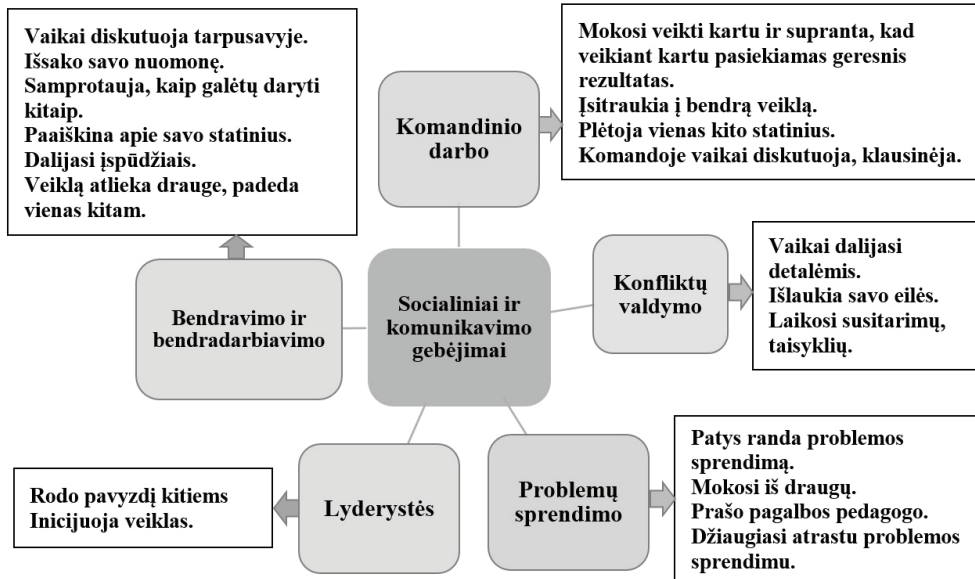 Vaikai diskutuoja tarpusavyje.
Išsako savo nuomonę.
Samprotauja, kaip galėtų daryti
kitaip.
Paaiškina apie savo statinius.
Dalijasi įspūdžiais.
Veiklą atlieka drauge, padeda
vienas kitam.
Komandinio
darbo
Mokosi veikti kartu ir supranta, kad
veikiant kartu pasiekiamas geresnis
rezultatas.
Įsitraukia į bendrą veiklą.
Plėtoja vienas kito statinius.
Komandoje vaikai diskutuoja, klausinėja.
Bendravimo ir
bendradarbiavimo
Socialiniai ir
komunikavimo
gebėjimai
Konfliktų
valdymo
Vaikai dalijasi
detalėmis.
Išlaukia savo eilės.
Laikosi susitarimų,
taisyklių.
Rodo pavyzdį kitiems
Inicijuoja veiklas.
Lyderystės
Problemų
sprendimo
Patys randa problemos
sprendimą.
Mokosi iš draugų.
Prašo pagalbos pedagogo.
Džiaugiasi atrastu problemos
sprendimu.